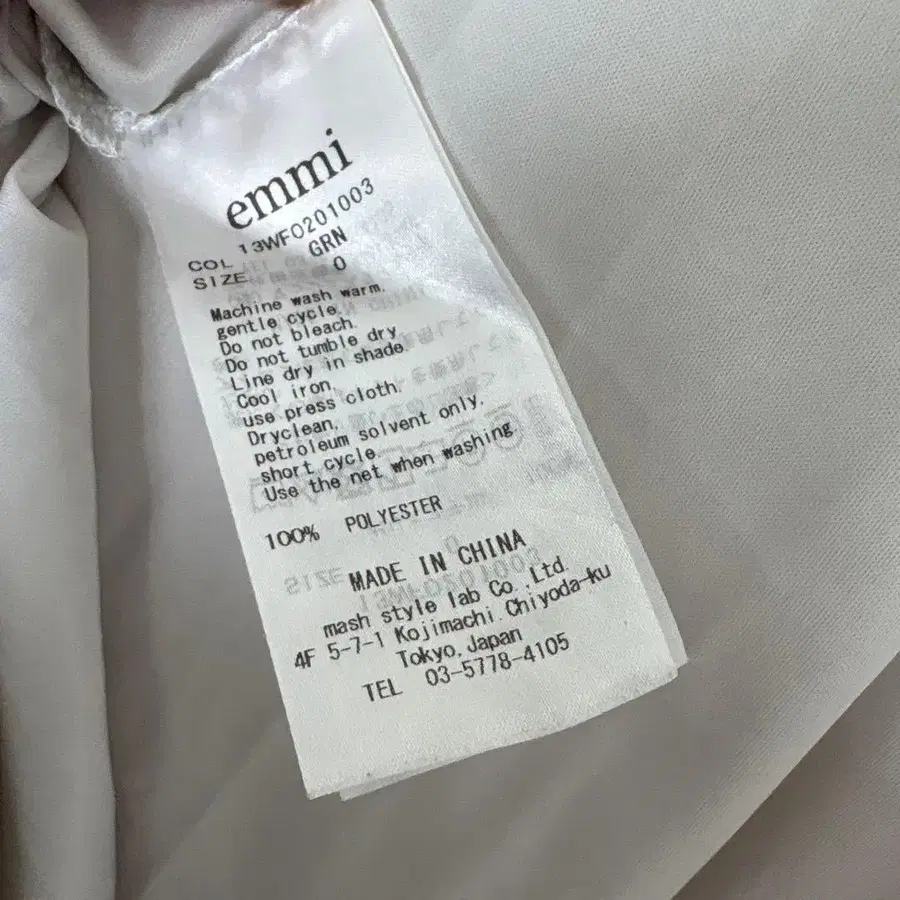 emmi
13WFO201003
COL GRN
SIZE 0
Machine wash warm,
gentle cycle.
Do not bleach.
Do not tumble dry
Line dry in shade.
Cool iron,
use press cloth.
Dryclean,
petroleum solvent only,
short cycle.
Use the net when washing
100% POLYESTER
MADE IN CHINA
mash style lab Co.,Ltd.
4F 5-7-1 Kojimachi.Chiyoda-ku
Tokyo,Japan
TEL 03-5778-4105